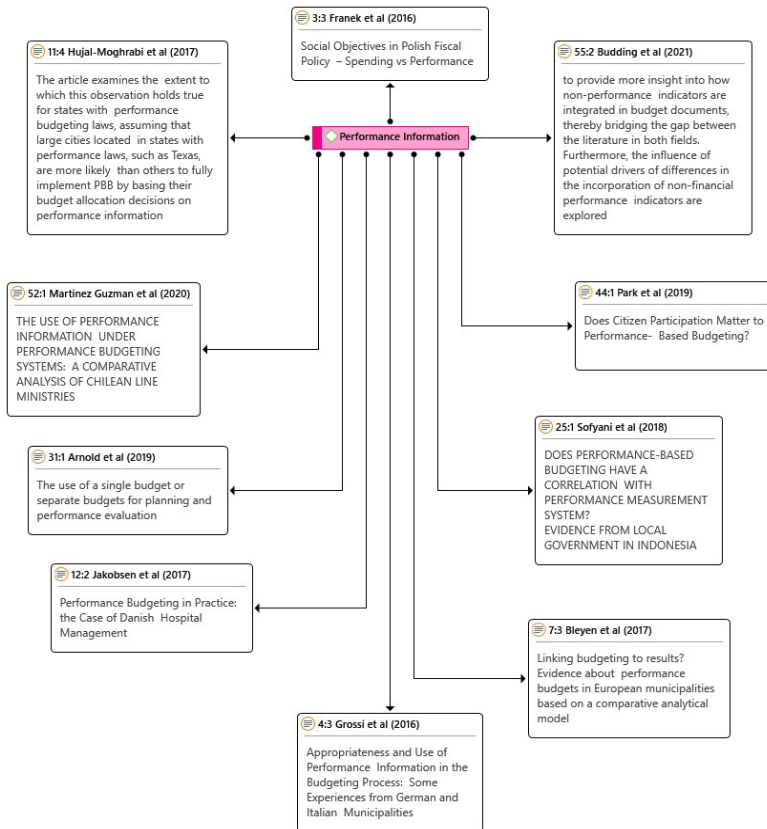 3:3 Franek et al (2016)
Social Objectives in Polish Fiscal
Policy – Spending vs Performance
11:4 Hujal-Moghrabi et al (2017)
The article examines the extent to
which this observation holds true
for states with performance
budgeting laws, assuming that
large cities located in states with
performance laws, such as Texas,
are more likely than others to fully
implement PBB by basing their
budget allocation decisions on
performance information
Performance Information
55:2 Budding et al (2021)
to provide more insight into how
non-performance indicators are
integrated in budget documents,
thereby bridging the gap between
the literature in both fields.
Furthermore, the influence of
potential drivers of differences in
the incorporation of non-financial
performance indicators are
explored
52:1 Martinez Guzman et al (2020)
THE USE OF PERFORMANCE
INFORMATION UNDER
PERFORMANCE BUDGETING
SYSTEMS: A COMPARATIVE
ANALYSIS OF CHILEAN LINE
MINISTRIES
44:1 Park et al (2019)
Does Citizen Participation Matter to
Performance- Based Budgeting?
31:1 Arnold et al (2019)
The use of a single budget or
separate budgets for planning and
performance evaluation
25:1 Sofyani et al (2018)
DOES PERFORMANCE-BASED
BUDGETING HAVE A
CORRELATION WITH
PERFORMANCE MEASUREMENT
SYSTEM?
EVIDENCE FROM LOCAL
GOVERNMENT IN INDONESIA
12:2 Jakobsen et al (2017)
Performance Budgeting in Practice:
the Case of Danish Hospital
Management
7:3 Bleyen et al (2017)
Linking budgeting to results?
Evidence about performance
budgets in European municipalities
based on a comparative analytical
model
4:3 Grossi et al (2016)
Appropriateness and Use of
Performance Information in the
Budgeting Process: Some
Experiences from German and
Italian Municipalities